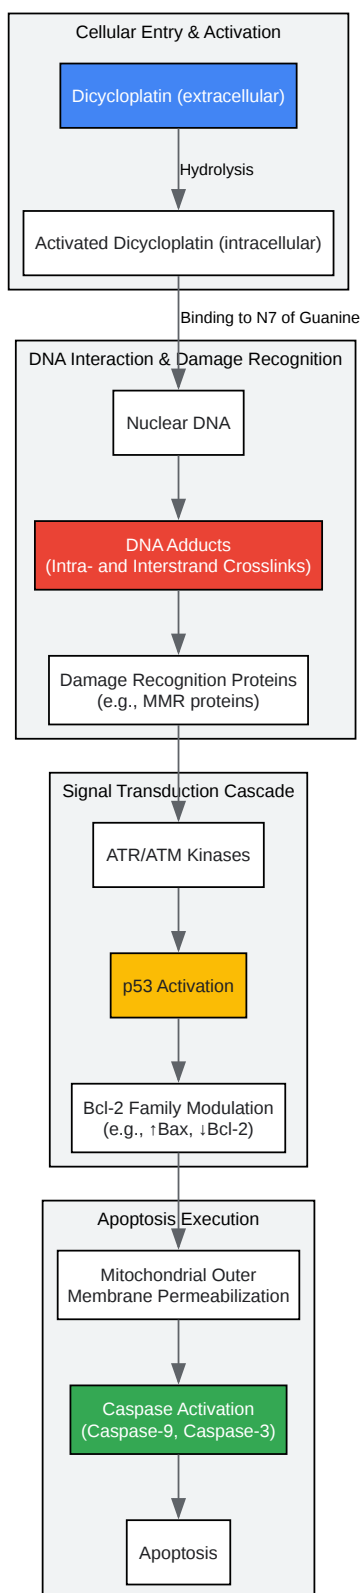 Cellular Entry & Activation
Dicycloplatin (extracellular)
Hydrolysis
Activated Dicycloplatin (intracellular)
Binding to N7 of Guanine
DNA Interaction & Damage Recognition
Nuclear DNA
DNA Adducts
(Intra- and Interstrand Crosslinks)
Damage Recognition Proteins
(e.g., MMR proteins)
Signal Transduction Cascade
ATR/ATM Kinases
p53 Activation
Bcl-2 Family Modulation
(e.g., ↑Bax, ↓Bcl-2)
Apoptosis Execution
Mitochondrial Outer
Membrane Permeabilization
Caspase Activation
(Caspase-9, Caspase-3)
Apoptosis